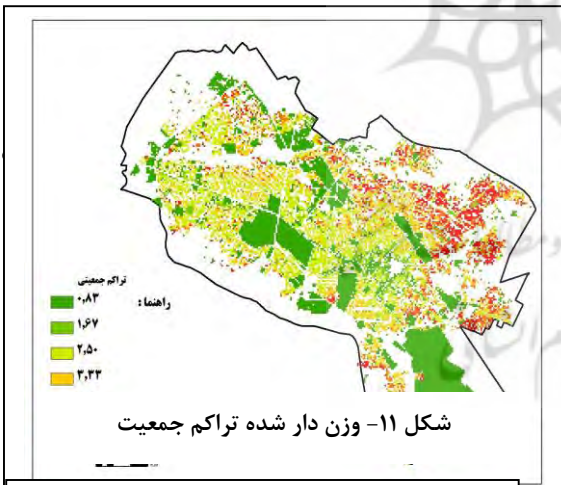 تراکم جمعیتی
راهنما :
۰,۸۳
۱,۶۷
۲,۵۰
۳,۳۳
شکل ۱۱- وزن دار شده تراکم جمعیت